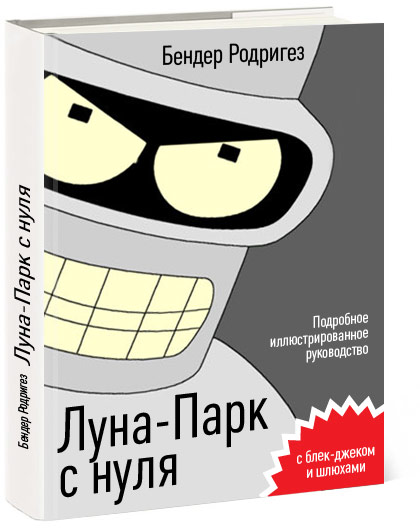 Бендер Родригез
Подробное
иллюстрированное
руководство
Луна-Парк
с нуля
с блек-джеком
и шлюхами
Бендер Родригез Луна-Парк с нуля